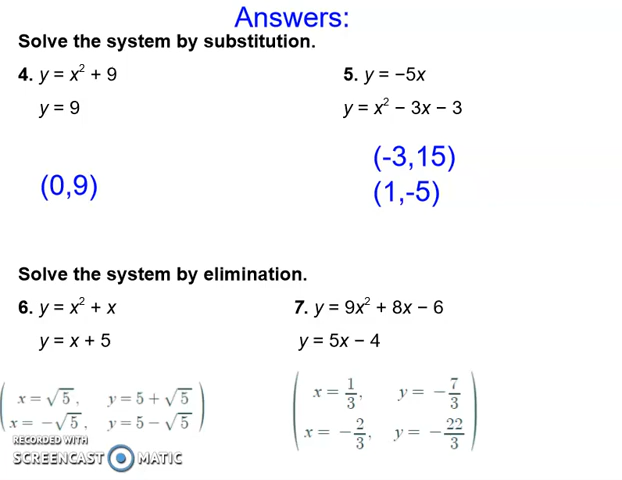 Answers:
Solve the system by substitution.
4. y = x² + 9
y = 9
(0,9)
5. y = −5x
y = x² − 3x − 3
(-3,15)
(1,-5)
Solve the system by elimination.
6. y = x² + x
y = x + 5
x = √5, y = 5 + √5
x = −√5, y = 5 − √5
7. y = 9x² + 8x − 6
y = 5x − 4
x = 1/3, y = −7/3
x = −2/3, y = −22/3
RECORDED WITH
SCREENCAST MATIC